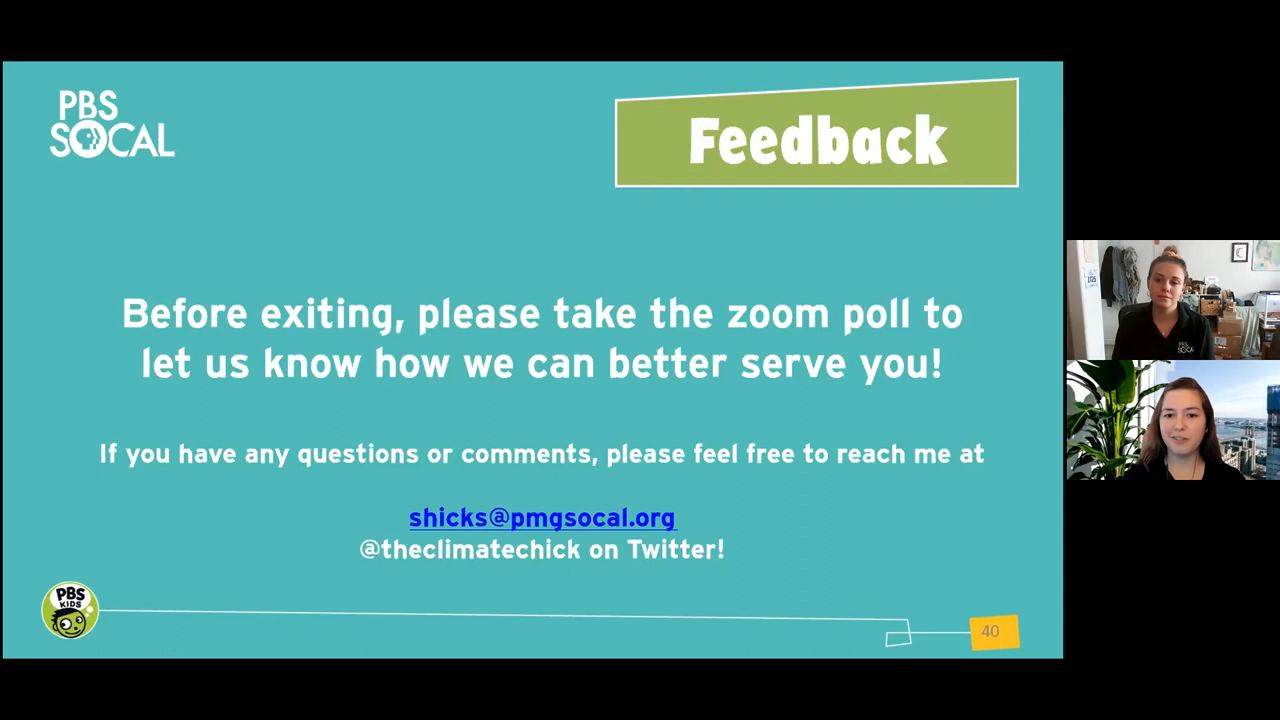 PBS
SOCAL
Feedback
Before exiting, please take the zoom poll to
let us know how we can better serve you!
If you have any questions or comments, please feel free to reach me at
shicks@pmgsocal.org
@theclimatechick on Twitter!
PBS
KIDS
40
PBS
SOCAL